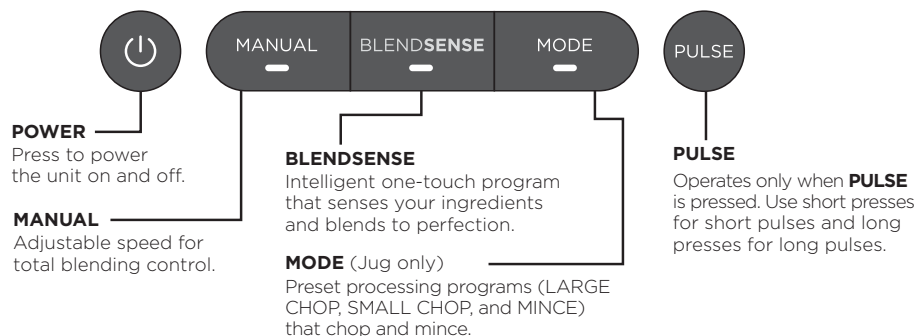 MANUAL
BLENDSENSE
MODE
PULSE
POWER
Press to power
the unit on and off.
MANUAL
Adjustable speed for
total blending control.
BLENDSENSE
Intelligent one-touch program
that senses your ingredients
and blends to perfection.
MODE (Jug only)
Preset processing programs (LARGE
CHOP, SMALL CHOP, and MINCE)
that chop and mince.
PULSE
Operates only when PULSE
is pressed. Use short presses
for short pulses and long
presses for long pulses.